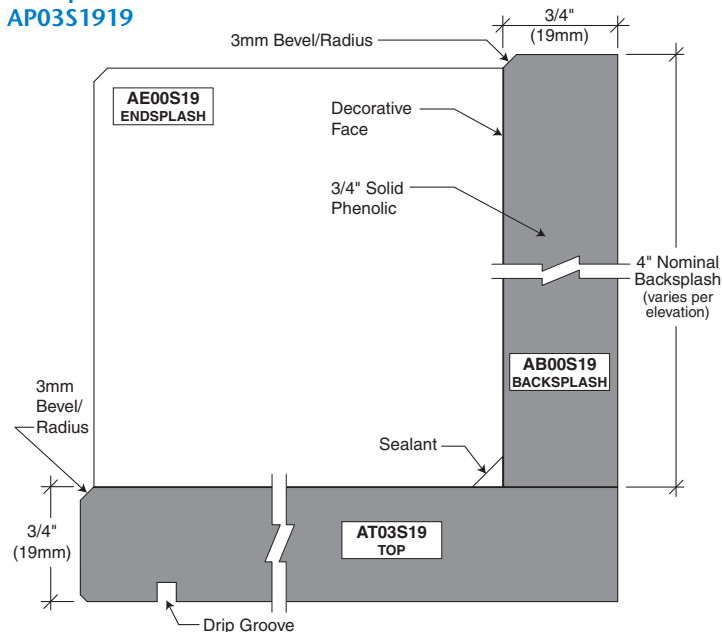 AP03S1919
3/4"
(19mm)
3mm Bevel/Radius
AE00S19
ENDSPLASH
Decorative
Face
3/4" Solid
Phenolic
4" Nominal
Backsplash
(varies per
elevation)
AB00S19
BACKSPLASH
3mm
Bevel/
Radius
Sealant
3/4"
(19mm)
AT03S19
TOP
Drip Groove